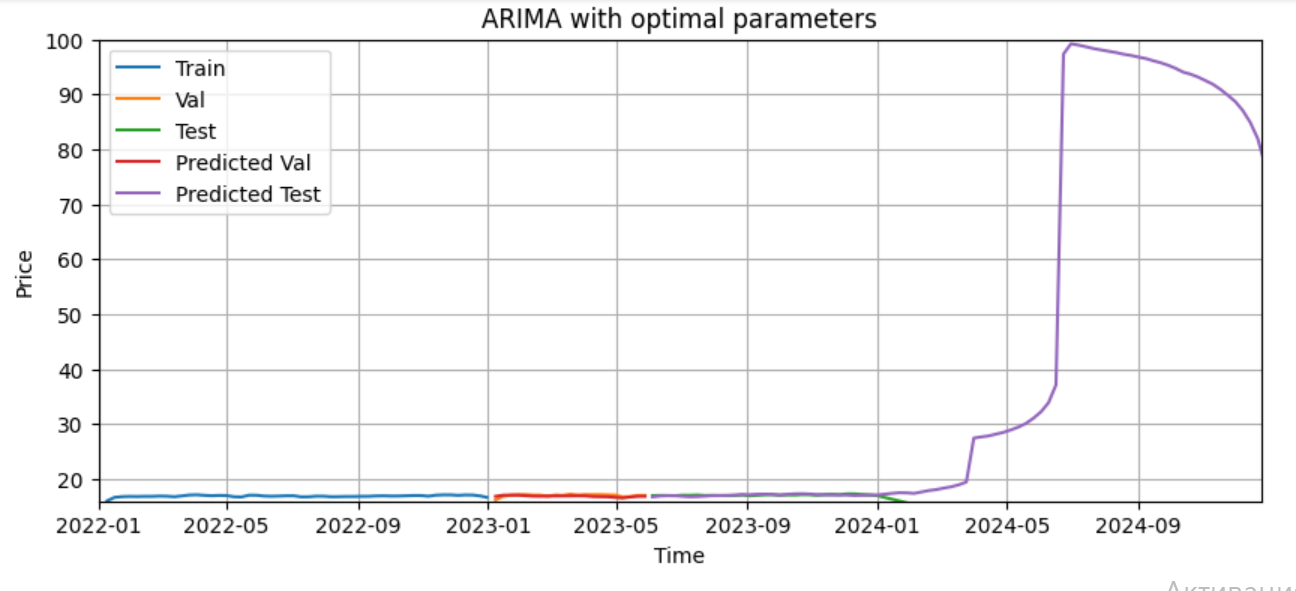 ARIMA with optimal parameters
100
90
80
70
60
50
40
30
20
Price
Train
Val
Test
Predicted Val
Predicted Test
2022-01 2022-05 2022-09 2023-01 2023-05 2023-09 2024-01 2024-05 2024-09
Time